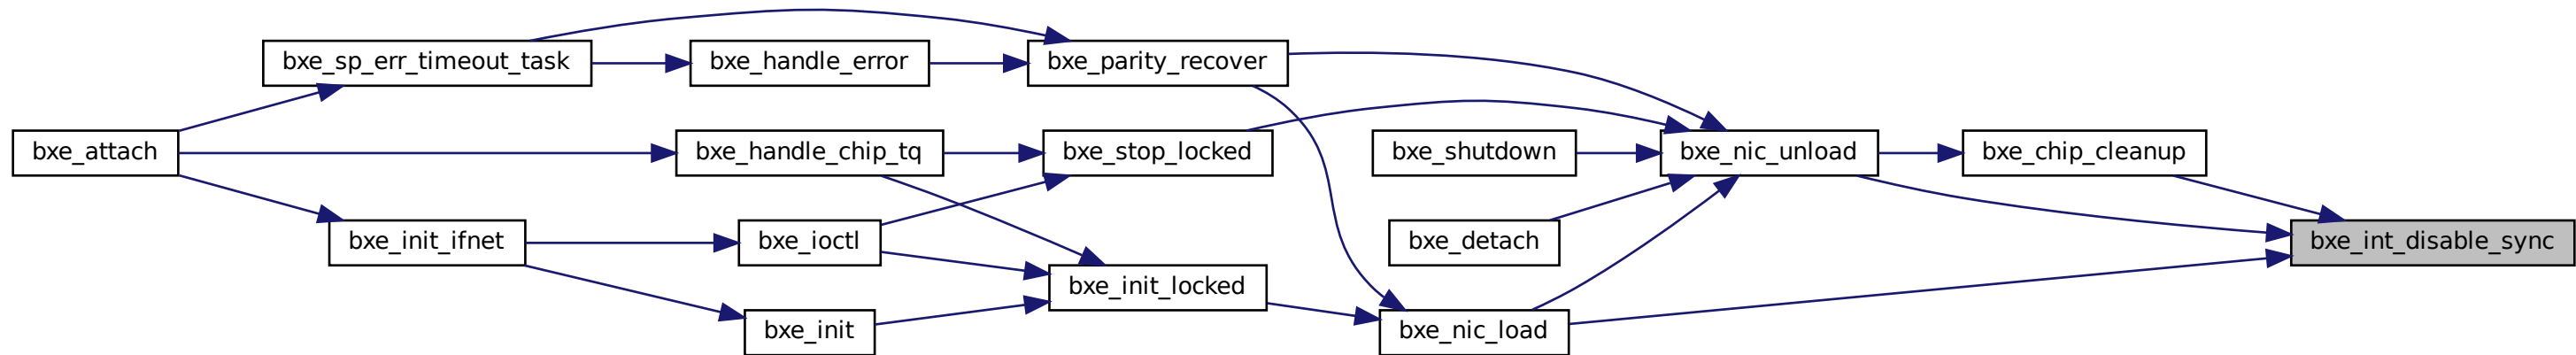 bxe_sp_err_timeout_task
bxe_handle_error
bxe_parity_recover
bxe_attach
bxe_handle_chip_tq
bxe_stop_locked
bxe_shutdown
bxe_nic_unload
bxe_chip_cleanup
bxe_init_ifnet
bxe_ioctl
bxe_detach
bxe_int_disable_sync
bxe_init_locked
bxe_init
bxe_nic_load